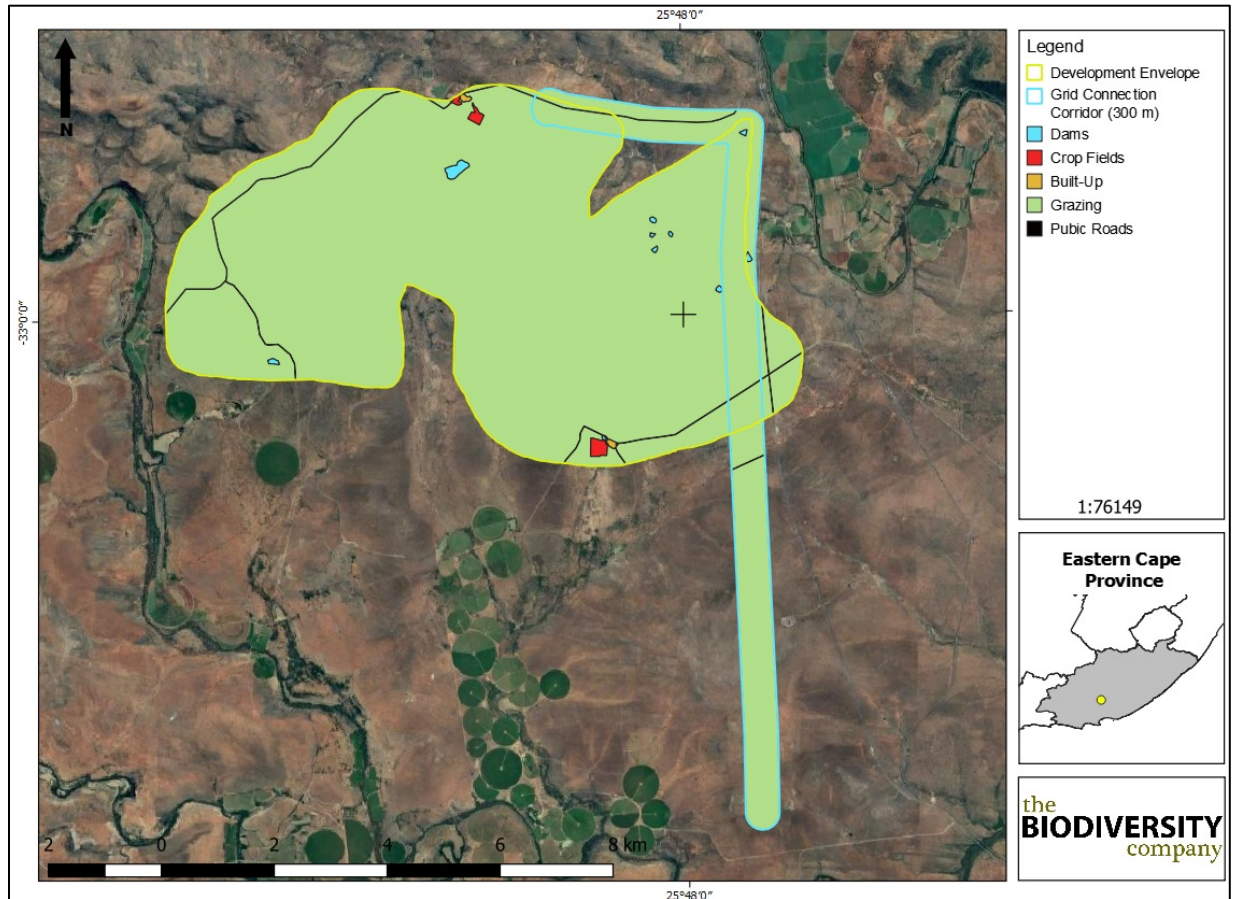 25°48'0"
N
-33°0'0"
2 0 2 4 6 8 km
25°48'0"
Legend
Development Envelope
Grid Connection
Corridor (300 m)
Dams
Crop Fields
Built-Up
Grazing
Pubic Roads
1:76149
Eastern Cape
Province
the
BIODIVERSITY
company